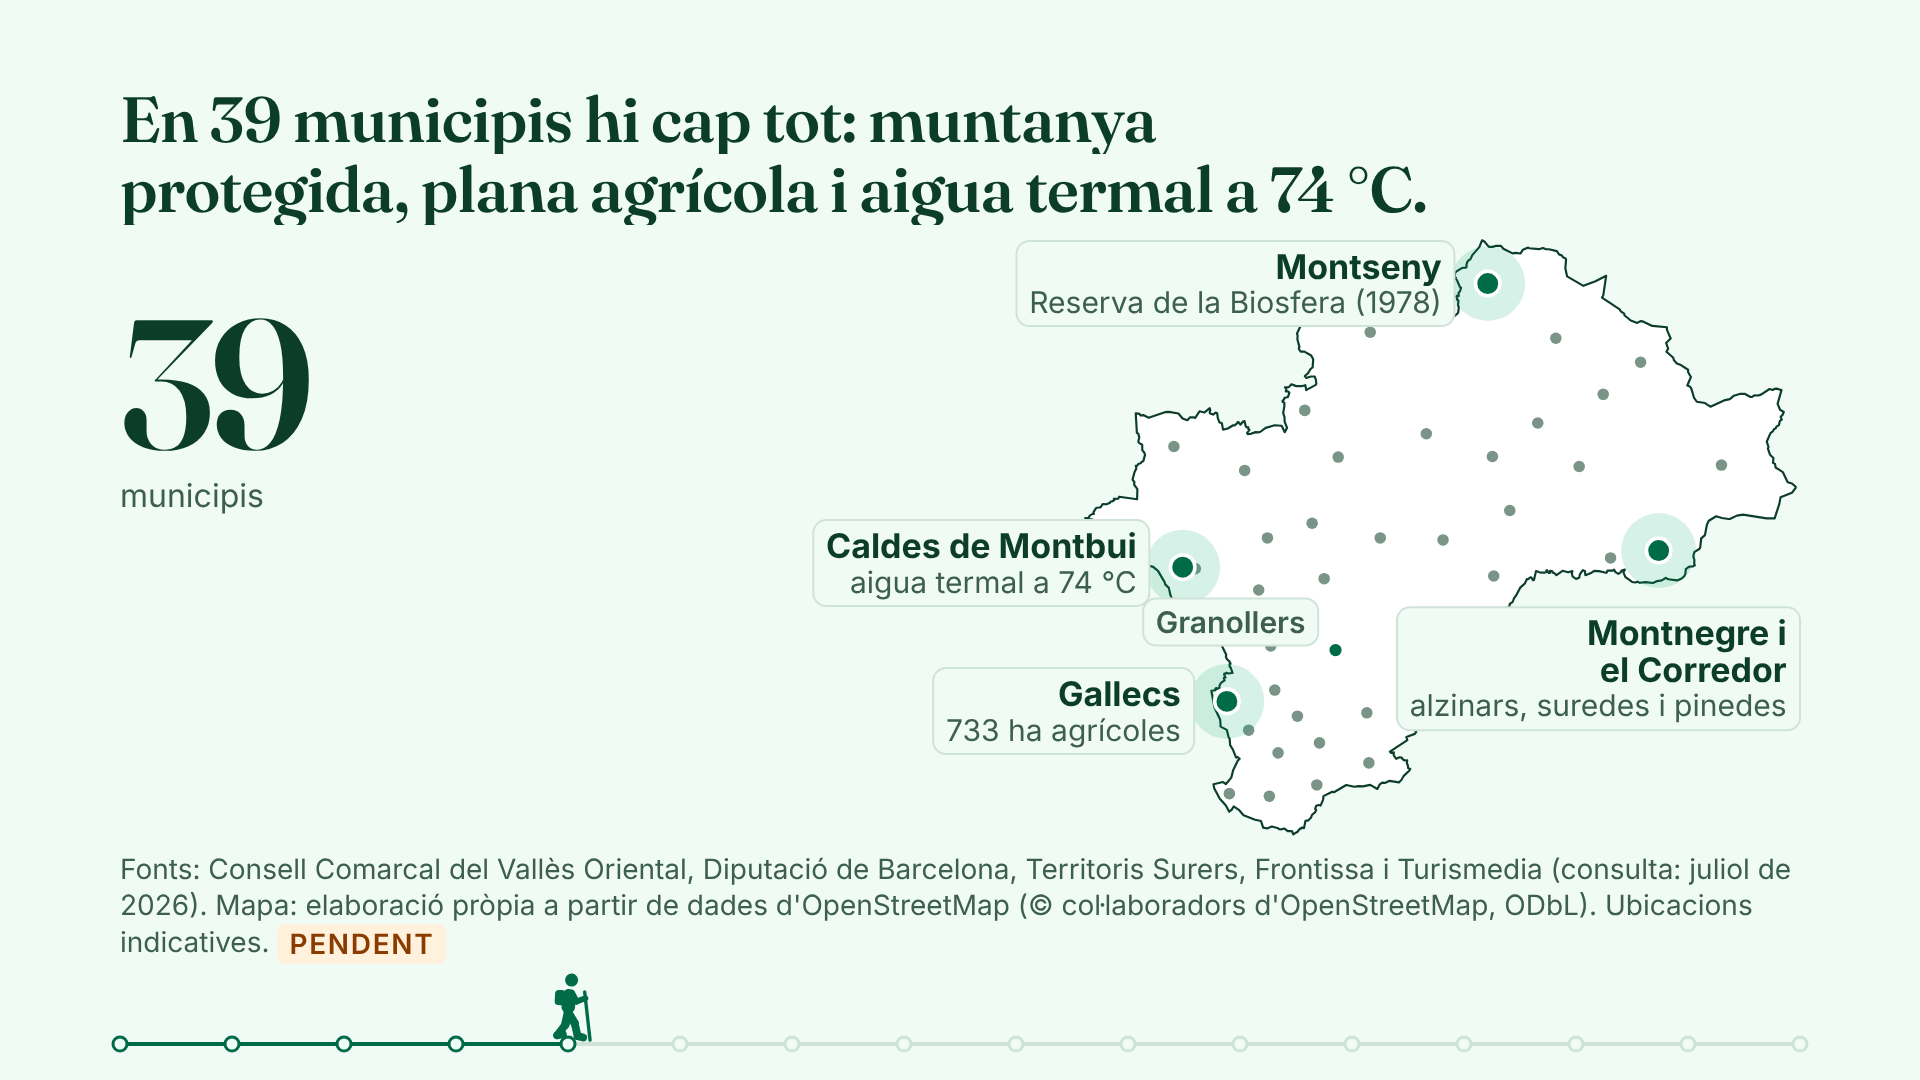 En 39 municipis hi cap tot: muntanya
protegida, plana agrícola i aigua termal a 74 °C.
39
municipis
Montseny
Reserva de la Biosfera (1978)
Caldes de Montbui
aigua termal a 74 °C
Granollers
Gallecs
733 ha agrícoles
Montnegre i
el Corredor
alzinars, suredes i pinedes
Fonts: Consell Comarcal del Vallès Oriental, Diputació de Barcelona, Territoris Surers, Frontissa i Turismedia (consulta: juliol de
2026). Mapa: elaboració pròpia a partir de dades d'OpenStreetMap (© col·laboradors d'OpenStreetMap, ODbL). Ubicacions
indicatives. PENDENT